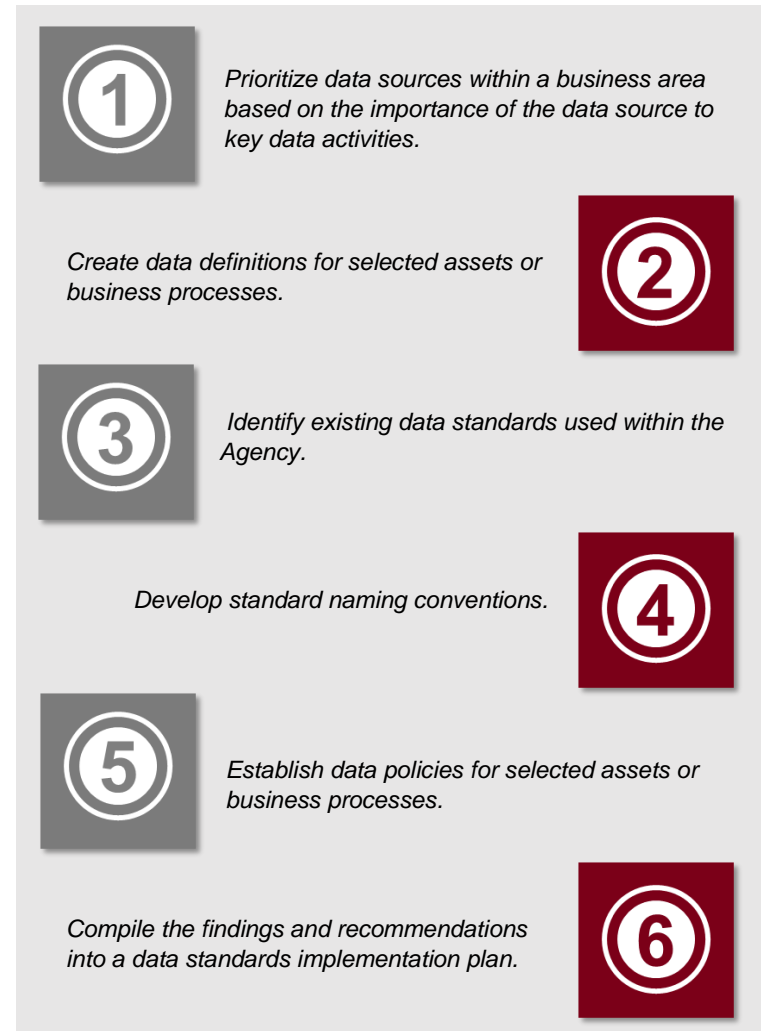 1
Prioritize data sources within a business area
based on the importance of the data source to
key data activities.
2
Create data definitions for selected assets or
business processes.
3
Identify existing data standards used within the
Agency.
4
Develop standard naming conventions.
5
Establish data policies for selected assets or
business processes.
6
Compile the findings and recommendations
into a data standards implementation plan.